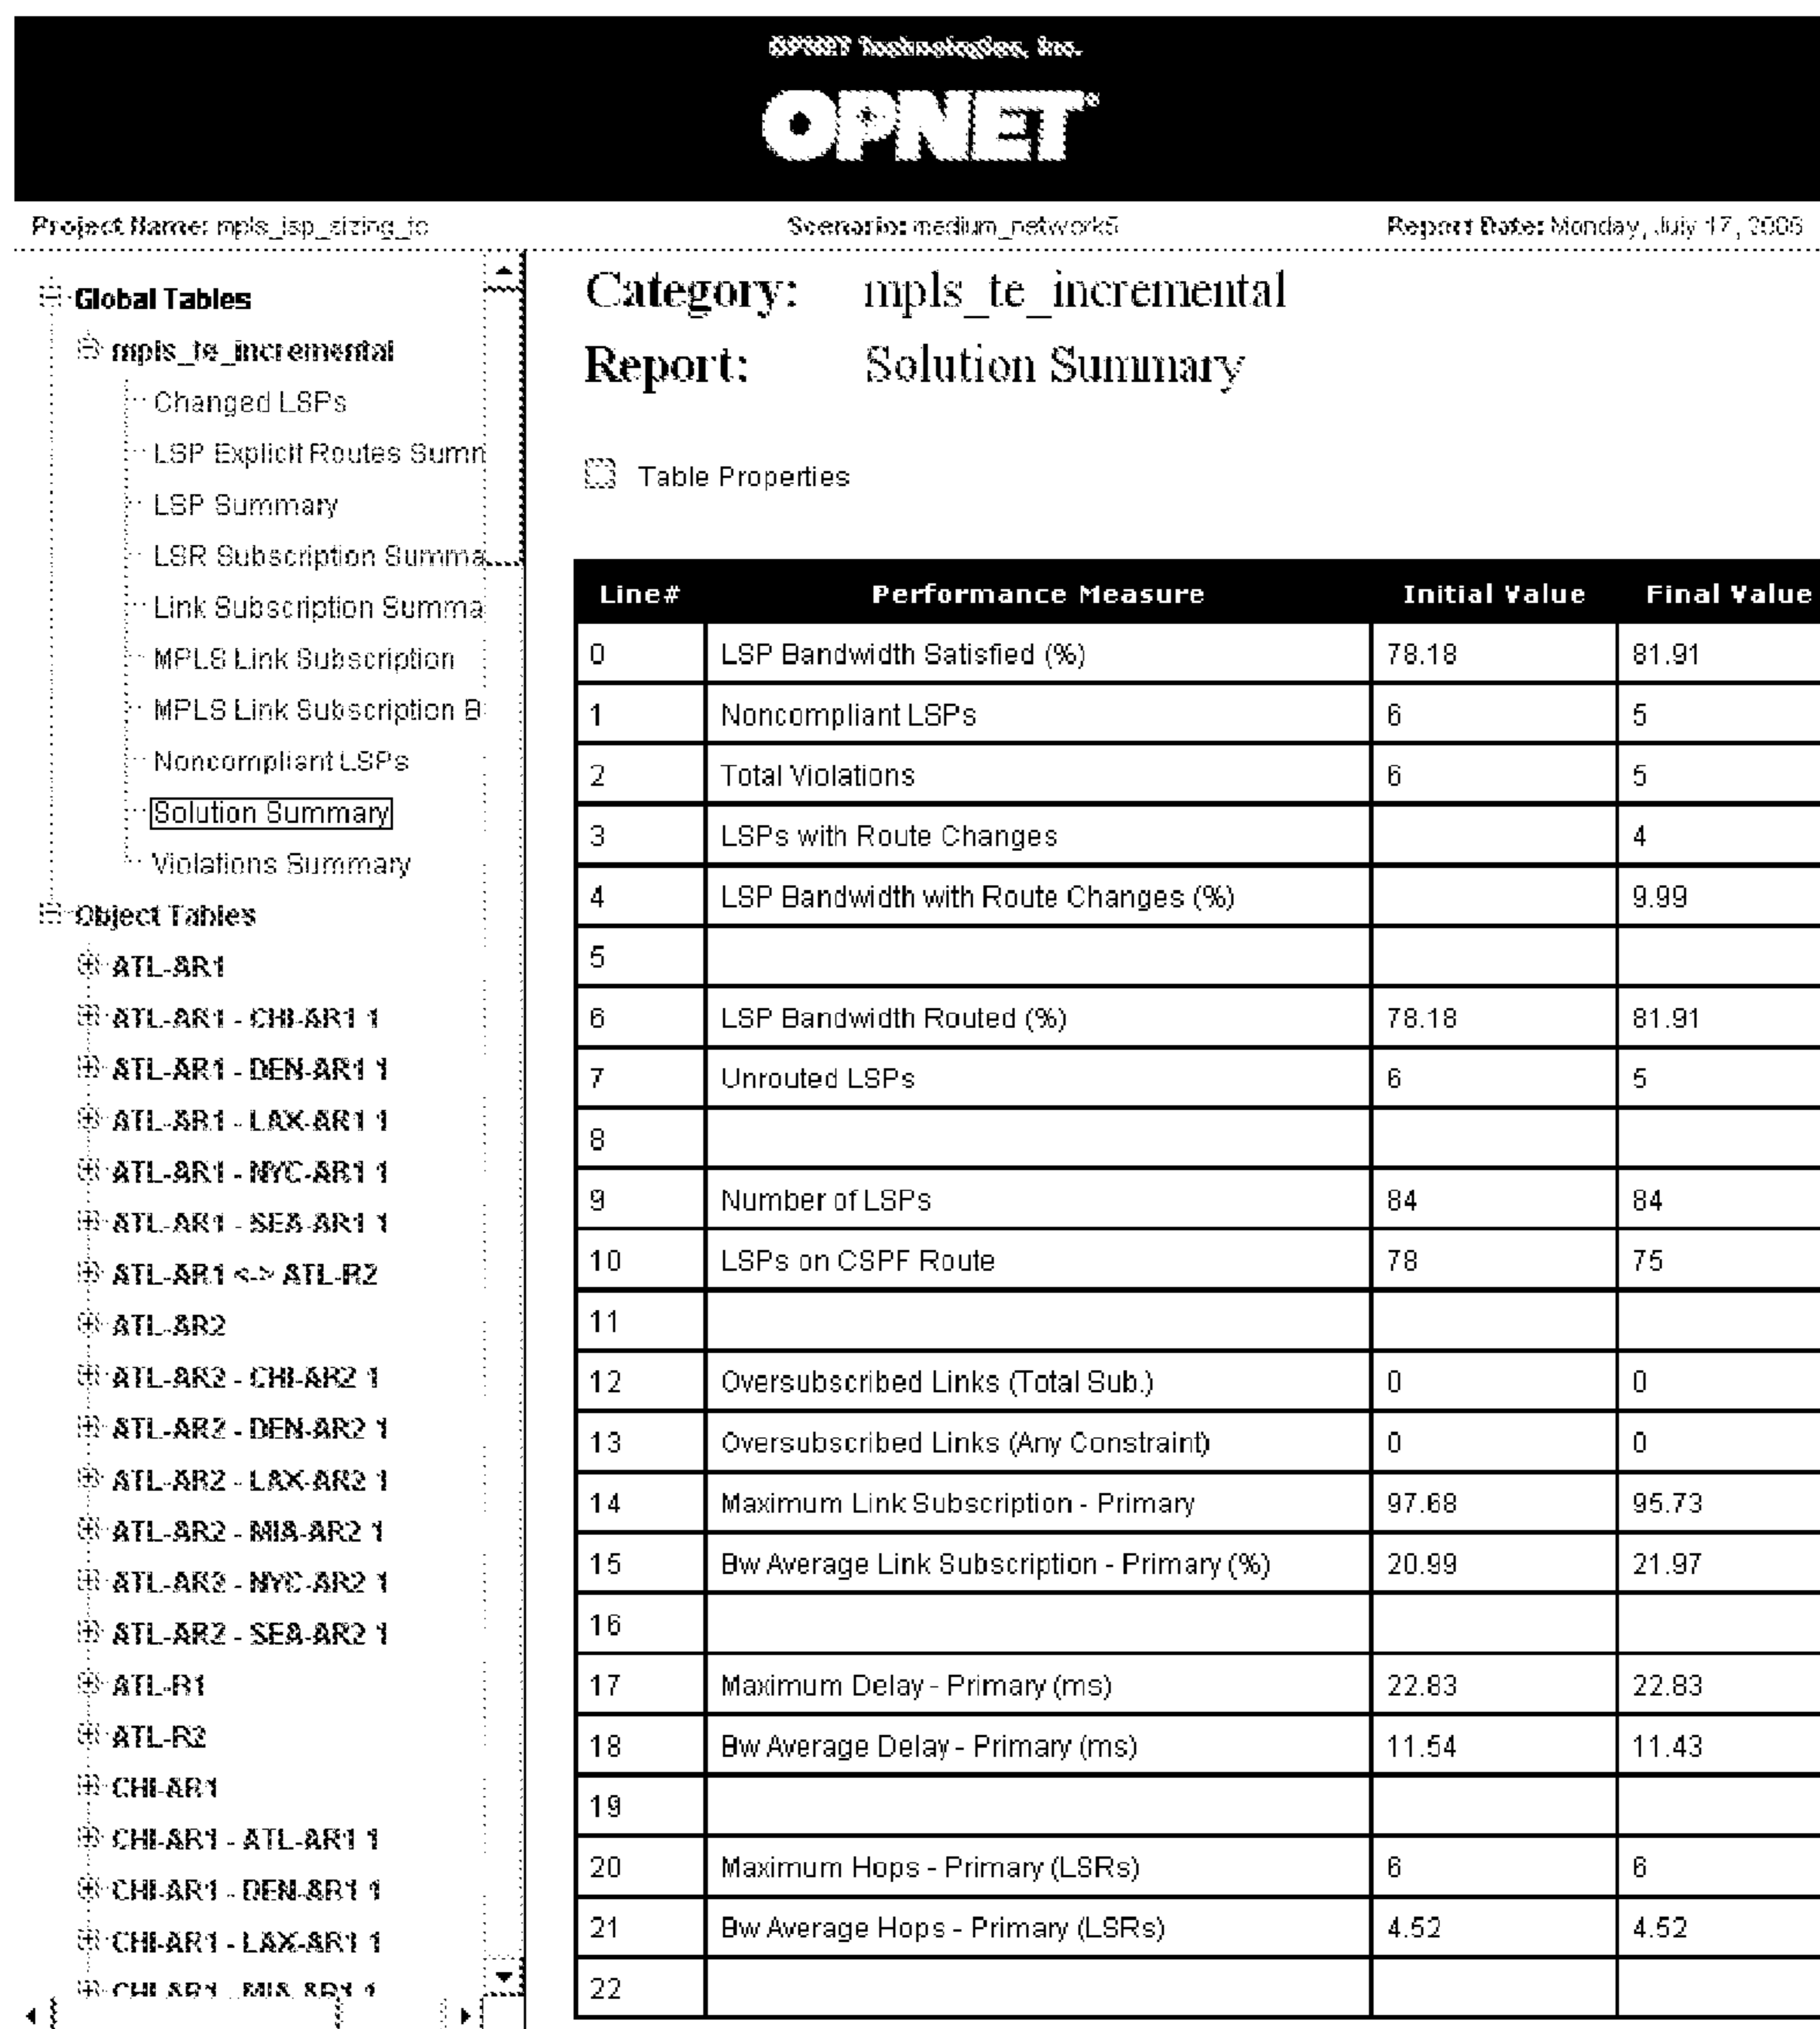 OPNET Technologies, Inc.
OPNET®
Project Name: mpls_lsp_sizing_fc Scenario: medium_network5 Report Date: Monday, July 17, 2006
Global Tables
mpls_te_incremental
Changed LSPs
LSP Explicit Routes Summ
LSP Summary
LSR Subscription Summa
Link Subscription Summa
MPLS Link Subscription
MPLS Link Subscription B
Noncompliant LSPs
Solution Summary
Violations Summary
Object Tables
ATL-AR1
ATL-AR1 - CHI-AR1 1
ATL-AR1 - DEN-AR1 1
ATL-AR1 - LAX-AR1 1
ATL-AR1 - NYC-AR1 1
ATL-AR1 - SEA-AR1 1
ATL-AR1 <-> ATL-R2
ATL-AR2
ATL-AR2 - CHI-AR2 1
ATL-AR2 - DEN-AR2 1
ATL-AR2 - LAX-AR2 1
ATL-AR2 - MIA-AR2 1
ATL-AR2 - NYC-AR2 1
ATL-AR2 - SEA-AR2 1
ATL-R1
ATL-R2
CHI-AR1
CHI-AR1 - ATL-AR1 1
CHI-AR1 - DEN-AR1 1
CHI-AR1 - LAX-AR1 1
CHI-AR1 - MIA-AR1 1
Category: mpls_te_incremental
Report: Solution Summary
Table Properties
Line# Performance Measure Initial Value Final Value
0 LSP Bandwidth Satisfied (%) 78.18 81.91
1 Noncompliant LSPs 6 5
2 Total Violations 6 5
3 LSPs with Route Changes 4
4 LSP Bandwidth with Route Changes (%) 9.99
5
6 LSP Bandwidth Routed (%) 78.18 81.91
7 Unrouted LSPs 6 5
8
9 Number of LSPs 84 84
10 LSPs on CSPF Route 78 75
11
12 Oversubscribed Links (Total Sub.) 0 0
13 Oversubscribed Links (Any Constraint) 0 0
14 Maximum Link Subscription - Primary 97.68 95.73
15 Bw Average Link Subscription - Primary (%) 20.99 21.97
16
17 Maximum Delay - Primary (ms) 22.83 22.83
18 Bw Average Delay - Primary (ms) 11.54 11.43
19
20 Maximum Hops - Primary (LSRs) 6 6
21 Bw Average Hops - Primary (LSRs) 4.52 4.52
22